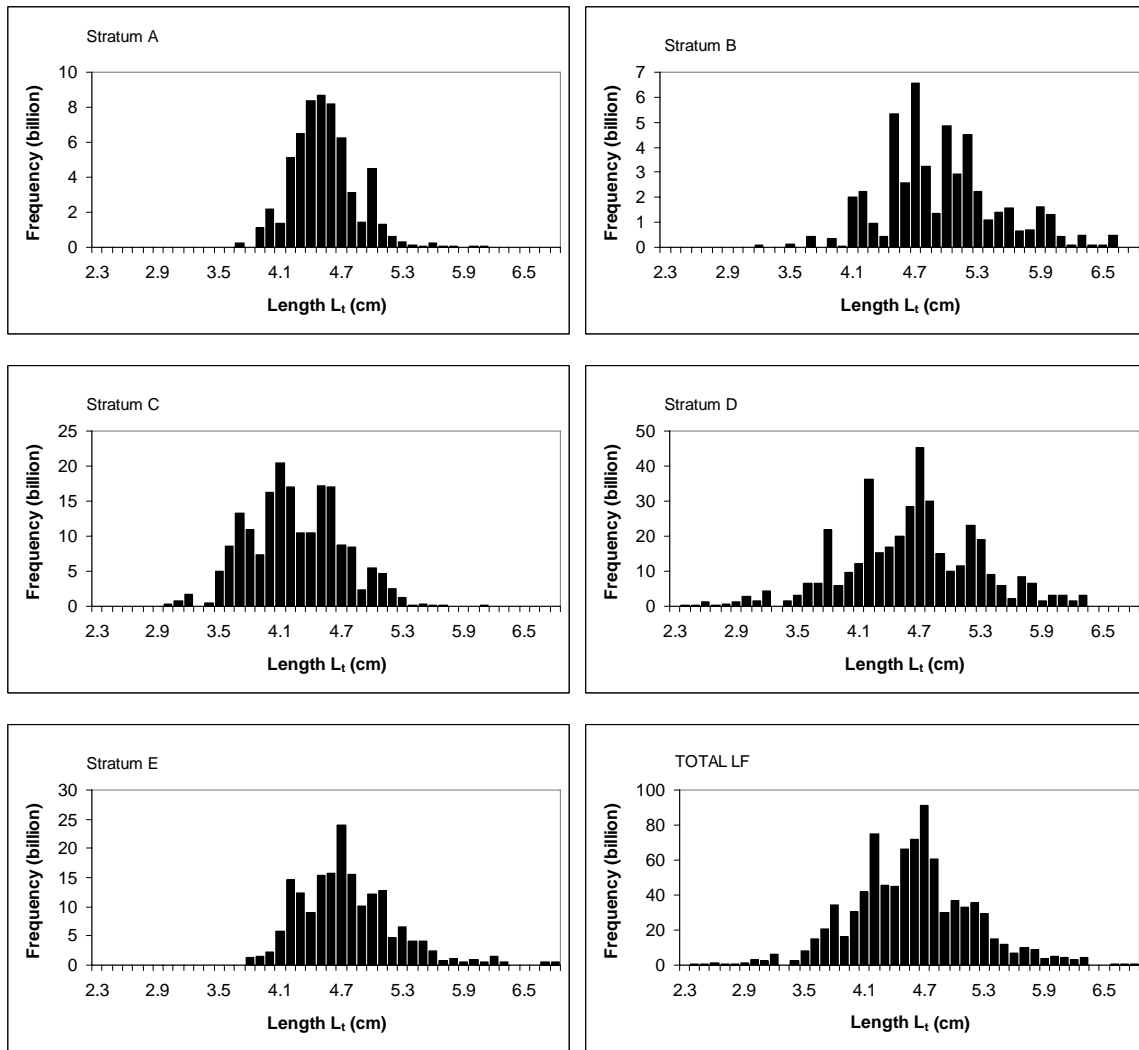 Stratum A
Frequency (billion)
10
8
6
4
2
0
2.3 2.9 3.5 4.1 4.7 5.3 5.9 6.5
Length Lt (cm)
Stratum B
Frequency (billion)
7
6
5
4
3
2
1
0
2.3 2.9 3.5 4.1 4.7 5.3 5.9 6.5
Length Lt (cm)
Stratum C
Frequency (billion)
25
20
15
10
5
0
2.3 2.9 3.5 4.1 4.7 5.3 5.9 6.5
Length Lt (cm)
Stratum D
Frequency (billion)
50
40
30
20
10
0
2.3 2.9 3.5 4.1 4.7 5.3 5.9 6.5
Length Lt (cm)
Stratum E
Frequency (billion)
30
25
20
15
10
5
0
2.3 2.9 3.5 4.1 4.7 5.3 5.9 6.5
Length Lt (cm)
TOTAL LF
Frequency (billion)
100
80
60
40
20
0
2.3 2.9 3.5 4.1 4.7 5.3 5.9 6.5
Length Lt (cm)